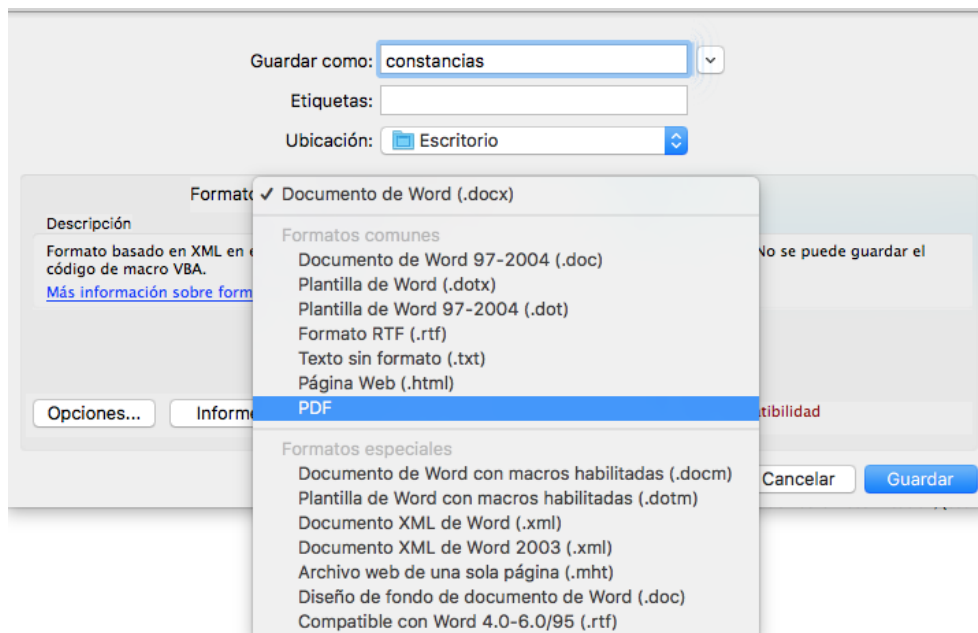 Guardar como: constancias
Etiquetas:
Ubicación: Escritorio
✓ Documento de Word (.docx)
Descripción
Formato basado en XML en
No se puede guardar el
código de macro VBA.
Más información sobre
Formatos comunes
Documento de Word 97-2004 (.doc)
Plantilla de Word (.dotx)
Plantilla de Word 97-2004 (.dot)
Formato RTF (.rtf)
Texto sin formato (.txt)
Página Web (.html)
PDF
Opciones...
Formatos especiales
Documento de Word con macros habilitadas (.docm)
Plantilla de Word con macros habilitadas (.dotm)
Documento XML de Word (.xml)
Documento XML de Word 2003 (.xml)
Archivo web de una sola página (.mht)
Diseño de fondo de documento de Word (.doc)
Compatible con Word 4.0-6.0/95 (.rtf)
Cancelar
Guardar